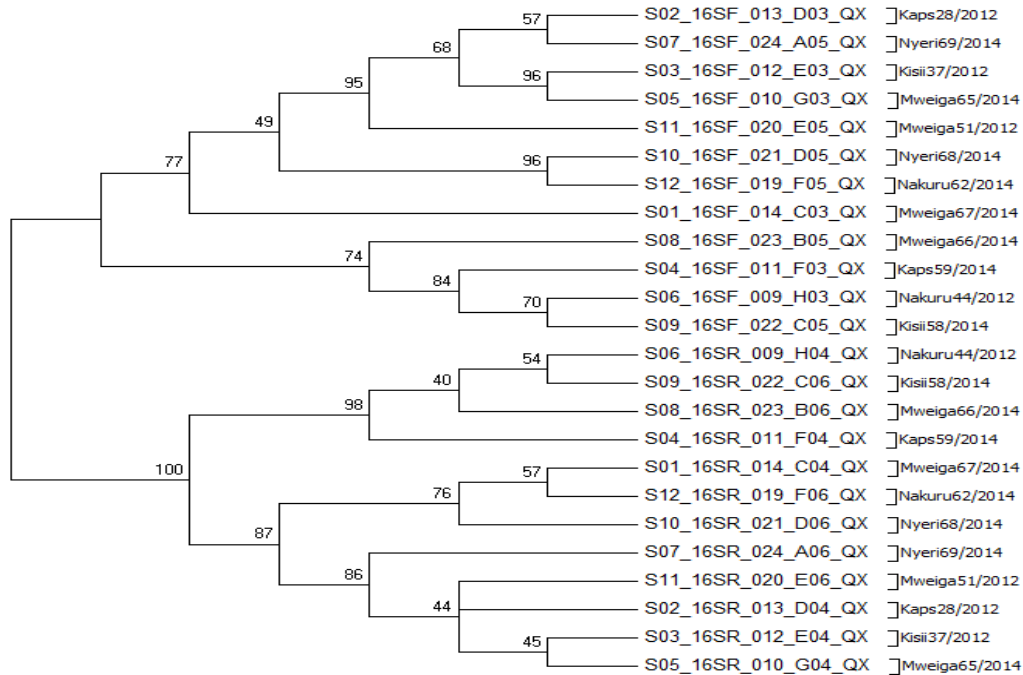 57 S02_16SF_013_D03_QX Kaps28/2012
S07_16SF_024_A05_QX Nyeri69/2014
68
96 S03_16SF_012_E03_QX Kisii37/2012
95
S05_16SF_010_G03_QX Mweiga65/2014
49 S11_16SF_020_E05_QX Mweiga51/2012
96 S10_16SF_021_D05_QX Nyeri68/2014
77
S12_16SF_019_F05_QX Nakuru62/2014
S01_16SF_014_C03_QX Mweiga67/2014
74 S08_16SF_023_B05_QX Mweiga66/2014
84 S04_16SF_011_F03_QX Kaps59/2014
70 S06_16SF_009_H03_QX Nakuru44/2012
S09_16SF_022_C05_QX Kisii58/2014
54 S06_16SR_009_H04_QX Nakuru44/2012
40 S09_16SR_022_C06_QX Kisii58/2014
98 S08_16SR_023_B06_QX Mweiga66/2014
S04_16SR_011_F04_QX Kaps59/2014
100 57 S01_16SR_014_C04_QX Mweiga67/2014
76 S12_16SR_019_F06_QX Nakuru62/2014
S10_16SR_021_D06_QX Nyeri68/2014
87
S07_16SR_024_A06_QX Nyeri69/2014
86 S11_16SR_020_E06_QX Mweiga51/2012
44 S02_16SR_013_D04_QX Kaps28/2012
45 S03_16SR_012_E04_QX Kisii37/2012
S05_16SR_010_G04_QX Mweiga65/2014